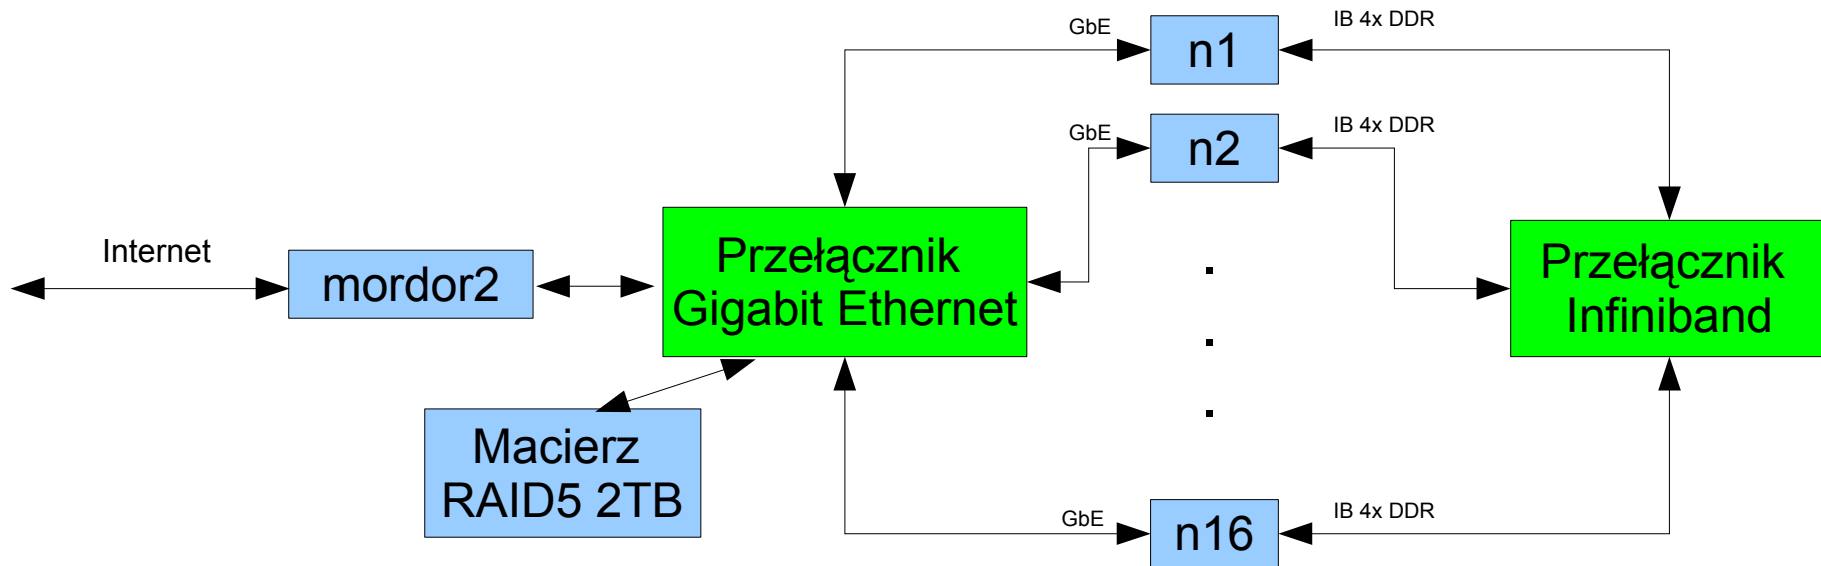 GbE
n1
IB 4x DDR
GbE
n2
IB 4x DDR
Internet
mordor2
Przełącznik
Gigabit Ethernet
Przełącznik
Infiniband
Macierz
RAID5 2TB
GbE
n16
IB 4x DDR